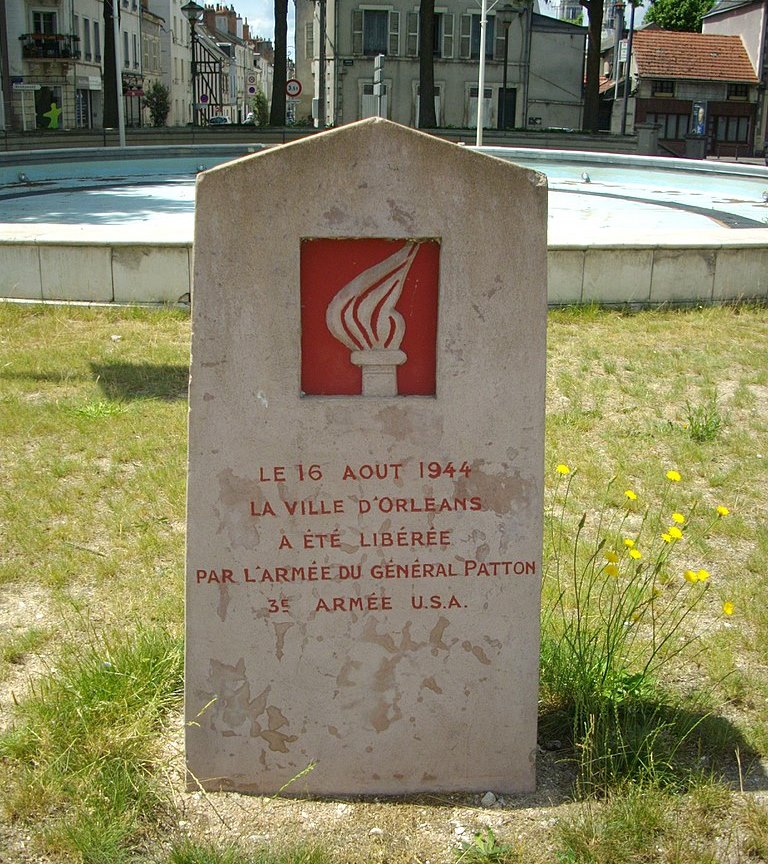 LE 16 AOUT 1944
LA VILLE D'ORLEANS
A ÉTÉ LIBÉRÉE
PAR L'ARMÉE DU GÉNÉRAL PATTON
3E ARMÉE U.S.A.